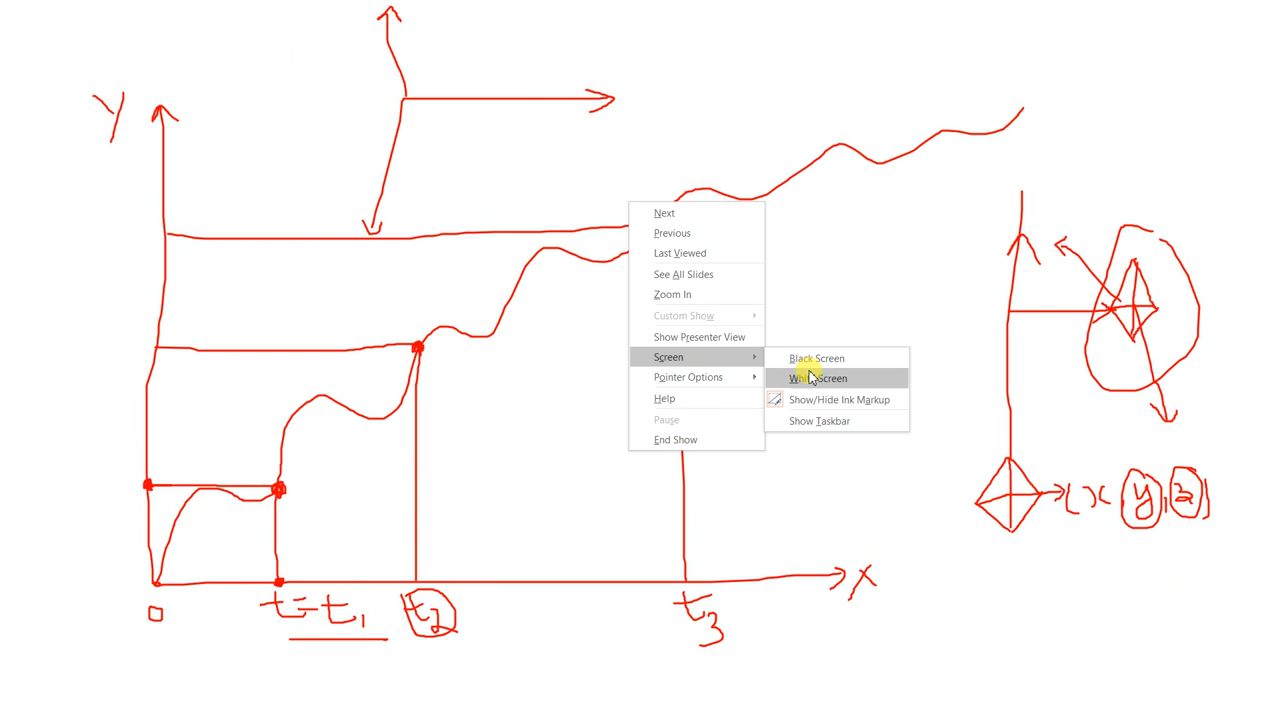 Y
Next
Previous
Last Viewed
See All Slides
Zoom In
Custom Show
Show Presenter View
Screen
Pointer Options
Help
Pause
End Show
Black Screen
White Screen
Show/Hide Ink Markup
Show Taskbar
(x y, z)
X
0
t = t1
t2
t3